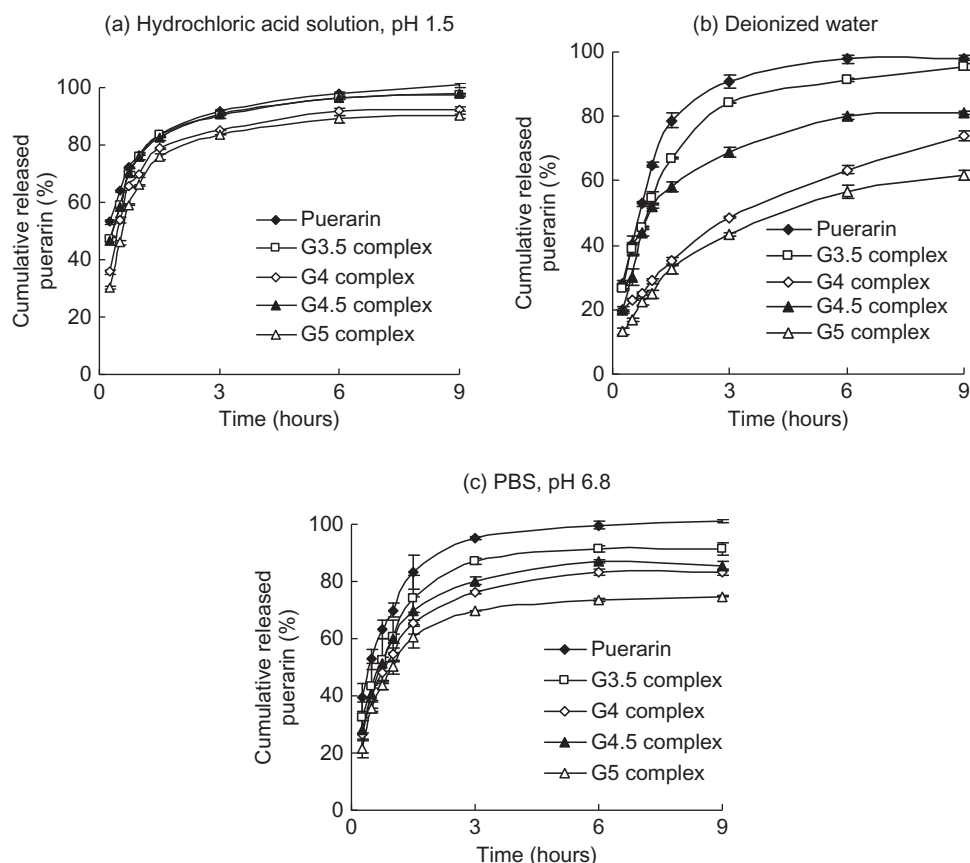 (a) Hydrochloric acid solution, pH 1.5
Cumulative released
puerarin (%)
100
80
60
40
20
0
Puerarin
G3.5 complex
G4 complex
G4.5 complex
G5 complex
0 3 6 9
Time (hours)
(b) Deionized water
Cumulative released
puerarin (%)
100
80
60
40
20
0
Puerarin
G3.5 complex
G4 complex
G4.5 complex
G5 complex
0 3 6 9
Time (hours)
(c) PBS, pH 6.8
Cumulative released
puerarin (%)
100
80
60
40
20
0
Puerarin
G3.5 complex
G4 complex
G4.5 complex
G5 complex
0 3 6 9
Time (hours)